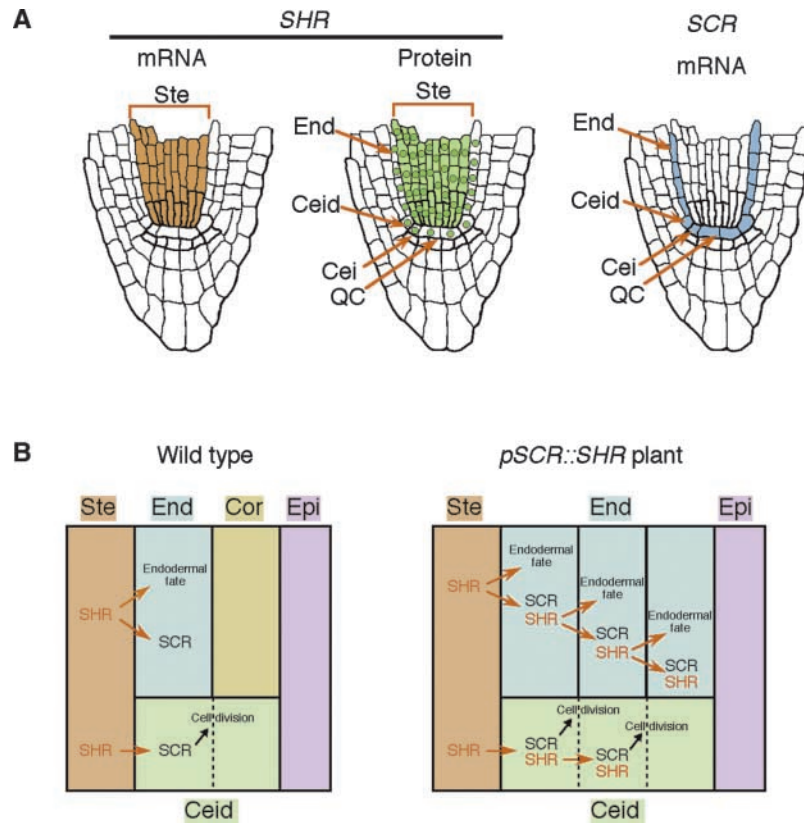 A
SHR
SCR
mRNA
Protein
mRNA
Ste
Ste
End
End
Ceid
Ceid
Cei
Cei
QC
QC
B
Wild type
pSCR::SHR plant
Ste
End
Cor
Epi
Ste
End
Epi
Endodermal
fate
SHR
SCR
Cell division
SHR
SCR
Ceid
Endodermal
fate
SHR
SCR
SHR
Endodermal
fate
SCR
SHR
Endodermal
fate
SCR
SHR
Cell division
Cell division
SHR
SCR
SHR
SCR
SHR
Ceid